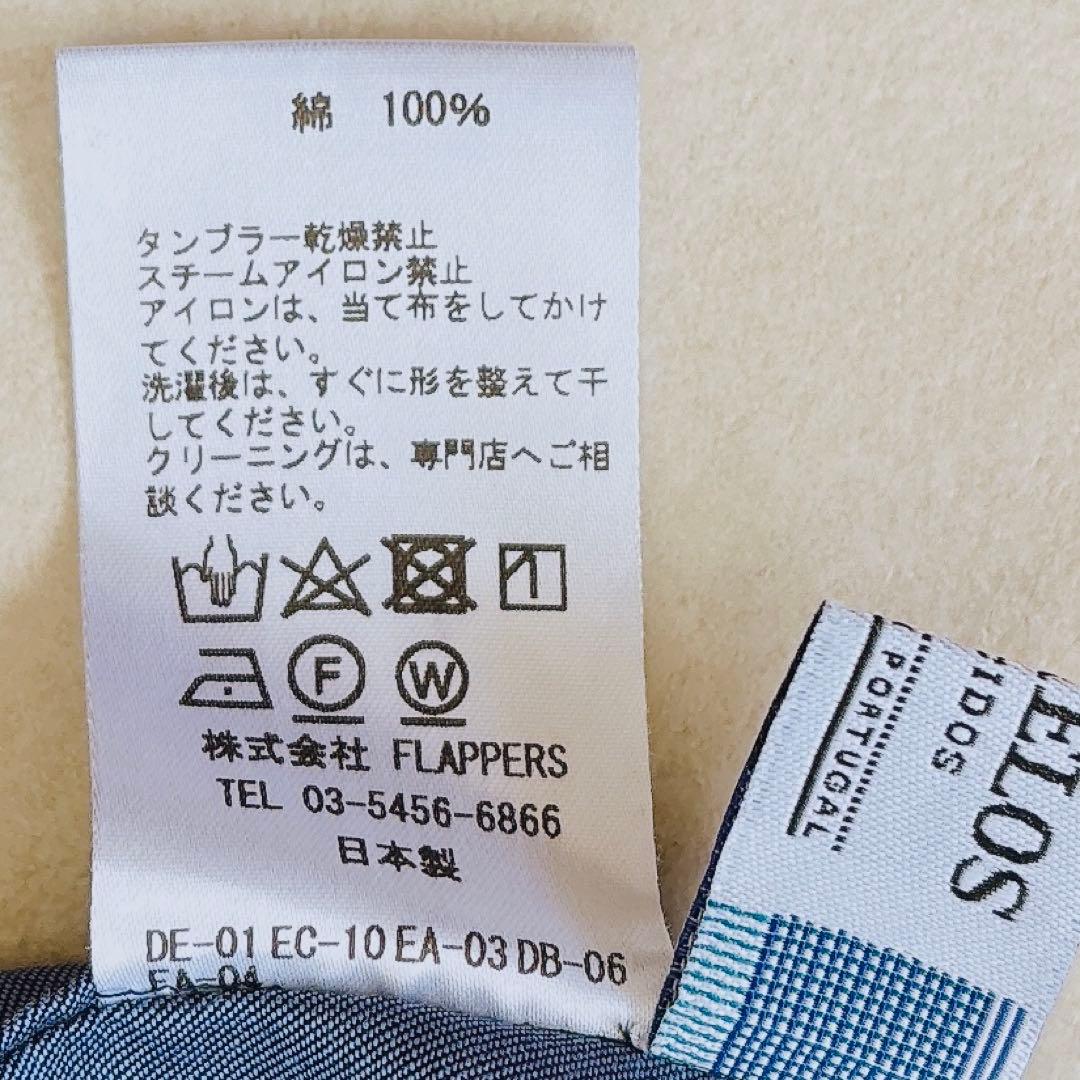 綿 100%
タンブラー乾燥禁止
スチームアイロン禁止
アイロンは、当て布をしてかけ
てください。
洗濯後は、すぐに形を整えて干
してください。
クリーニングは、専門店へご相
談ください。
F W
株式会社 FLAPPERS
TEL 03-5456-6866
日本製
DE-01 EC-10 EA-03 DB-06
EA-04
ELOS
IDOS
PORTUGAL